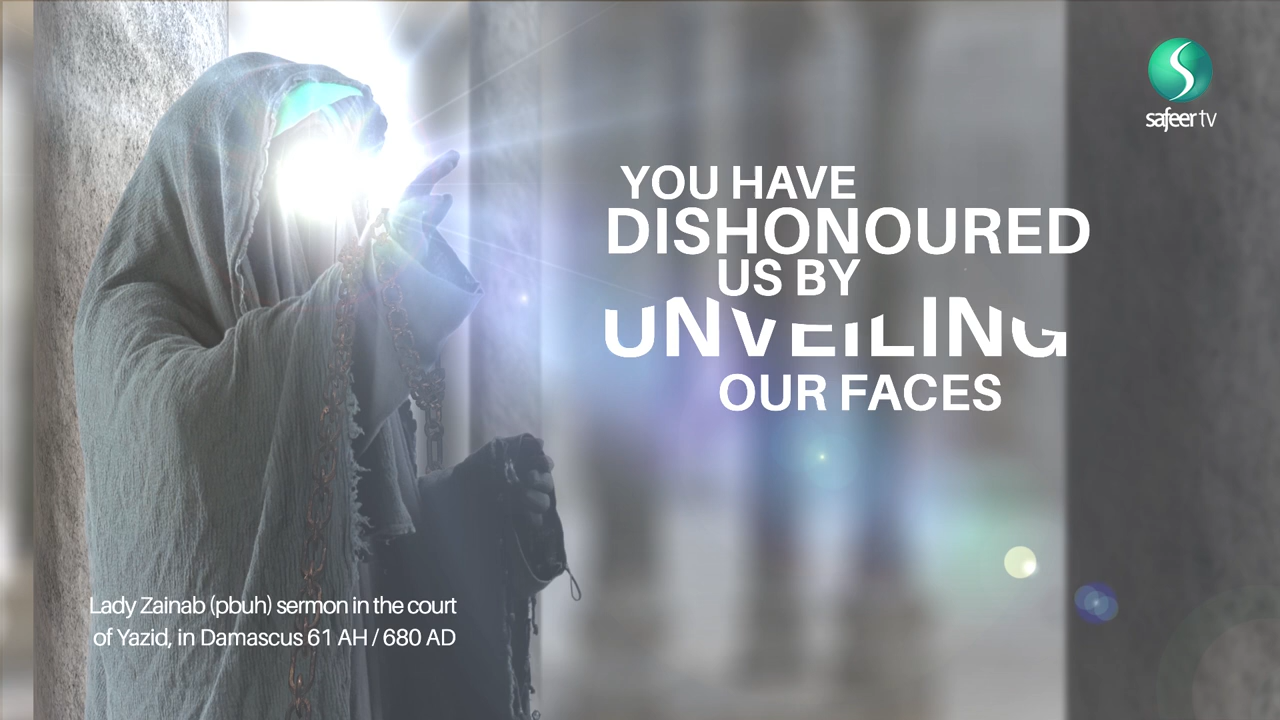 safeer tv
YOU HAVE
DISHONOURED
US BY
UNVEILING
OUR FACES
Lady Zainab (pbuh) sermon in the court
of Yazid, in Damascus 61 AH / 680 AD